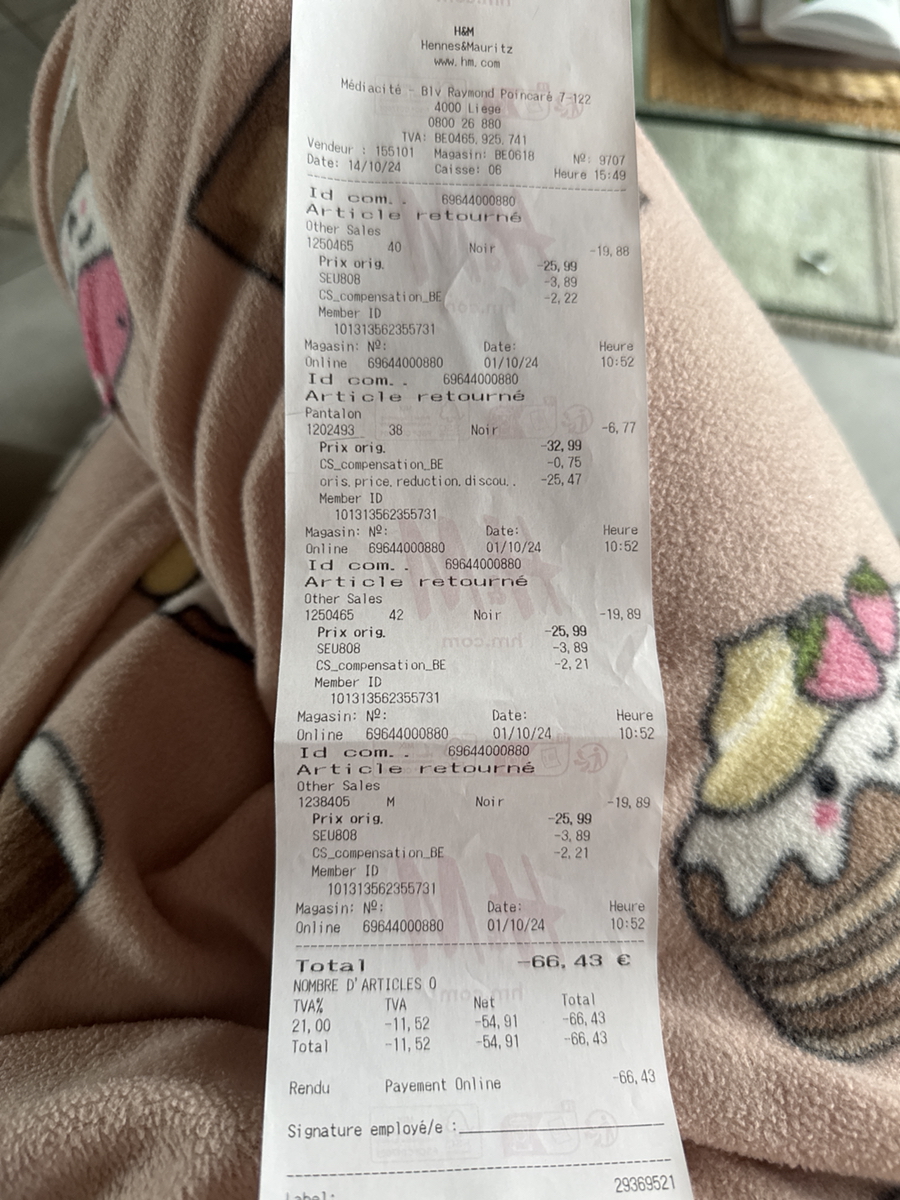 H&M
Hennes&Mauritz
www.hm.com
Médiacité - Blv Raymond Poincaré 7-122
4000 Liège
0800 26 880
TVA: BE0465.925.741
Vendeur : 155101 Magasin: BE0618 Nº: 9707
Date: 14/10/24 Caisse: 06 Heure 15:49
Id com. . 69644000880
Article retourné
Other Sales
1250465 40 Noir -19,88
Prix orig. -25,99
SEU808 -3,89
CS_compensation_BE -2,22
Member ID
101313562355731
Magasin: Nº: Date: Heure
Online 69644000880 01/10/24 10:52
Id com. . 69644000880
Article retourné
Pantalon
1202493 38 Noir -6,77
Prix orig. -32,99
CS_compensation_BE -0,75
oris.price.reduction.discou.. -25,47
Member ID
101313562355731
Magasin: Nº: Date: Heure
Online 69644000880 01/10/24 10:52
Id com. . 69644000880
Article retourné
Other Sales
1250465 42 Noir -19,89
Prix orig. -25,99
SEU808 -3,89
CS_compensation_BE -2,21
Member ID
101313562355731
Magasin: Nº: Date: Heure
Online 69644000880 01/10/24 10:52
Id com. . 69644000880
Article retourné
Other Sales
1238405 M Noir -19,89
Prix orig. -25,99
SEU808 -3,89
CS_compensation_BE -2,21
Member ID
101313562355731
Magasin: Nº: Date: Heure
Online 69644000880 01/10/24 10:52
Total -66,43 €
NOMBRE D'ARTICLES 0
TVA% TVA Net Total
21,00 -11,52 -54,91 -66,43
Total -11,52 -54,91 -66,43
Rendu Payement Online -66,43
Signature employé/e :
29369521
Label: